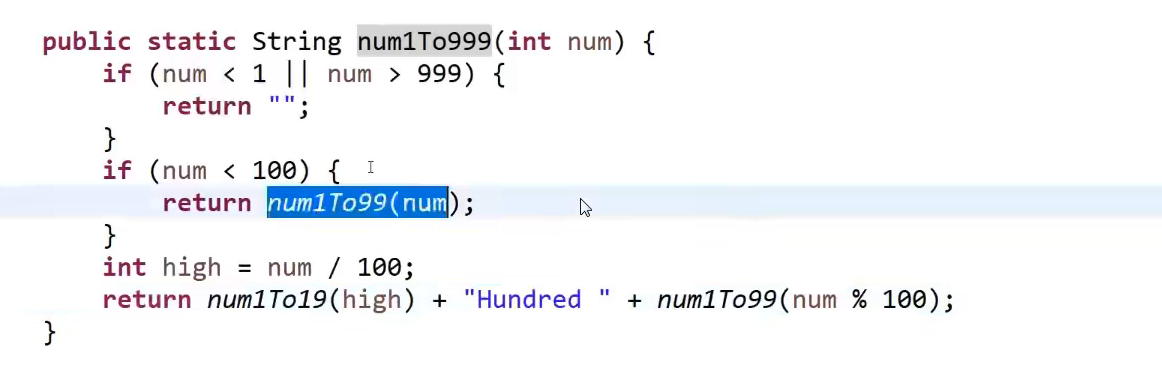 public static String num1To999(int num) {
    if (num < 1 || num > 999) {
        return "";
    }
    if (num < 100) {
        return num1To99(num);
    }
    int high = num / 100;
    return num1To19(high) + "Hundred " + num1To99(num % 100);
}